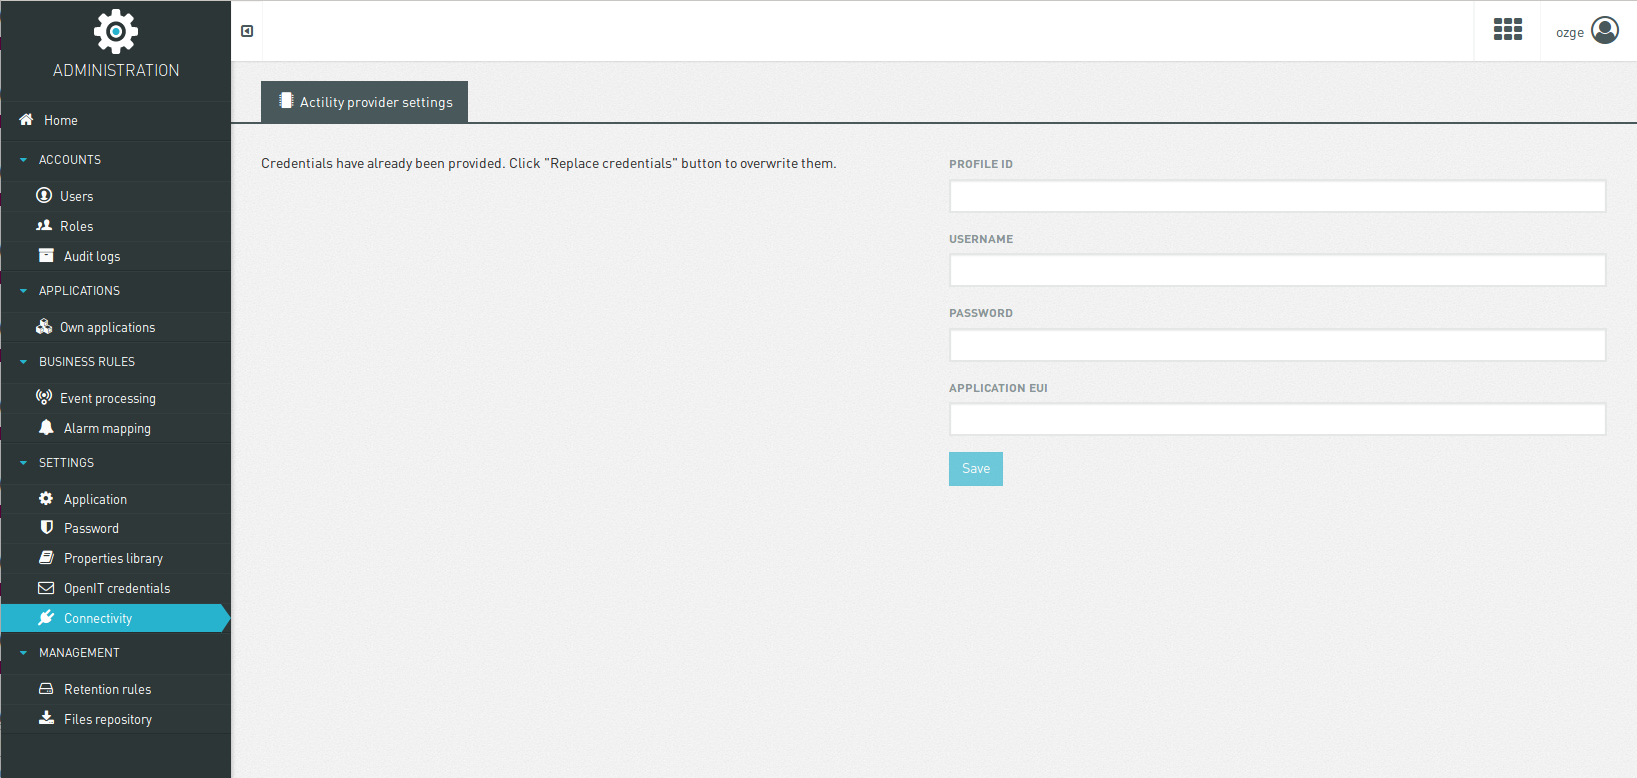 ADMINISTRATION
Home
ACCOUNTS
Users
Roles
Audit logs
APPLICATIONS
Own applications
BUSINESS RULES
Event processing
Alarm mapping
SETTINGS
Application
Password
Properties library
OpenIT credentials
Connectivity
MANAGEMENT
Retention rules
Files repository
ozge
Actility provider settings
Credentials have already been provided. Click "Replace credentials" button to overwrite them.
PROFILE ID
USERNAME
PASSWORD
APPLICATION EUI
Save